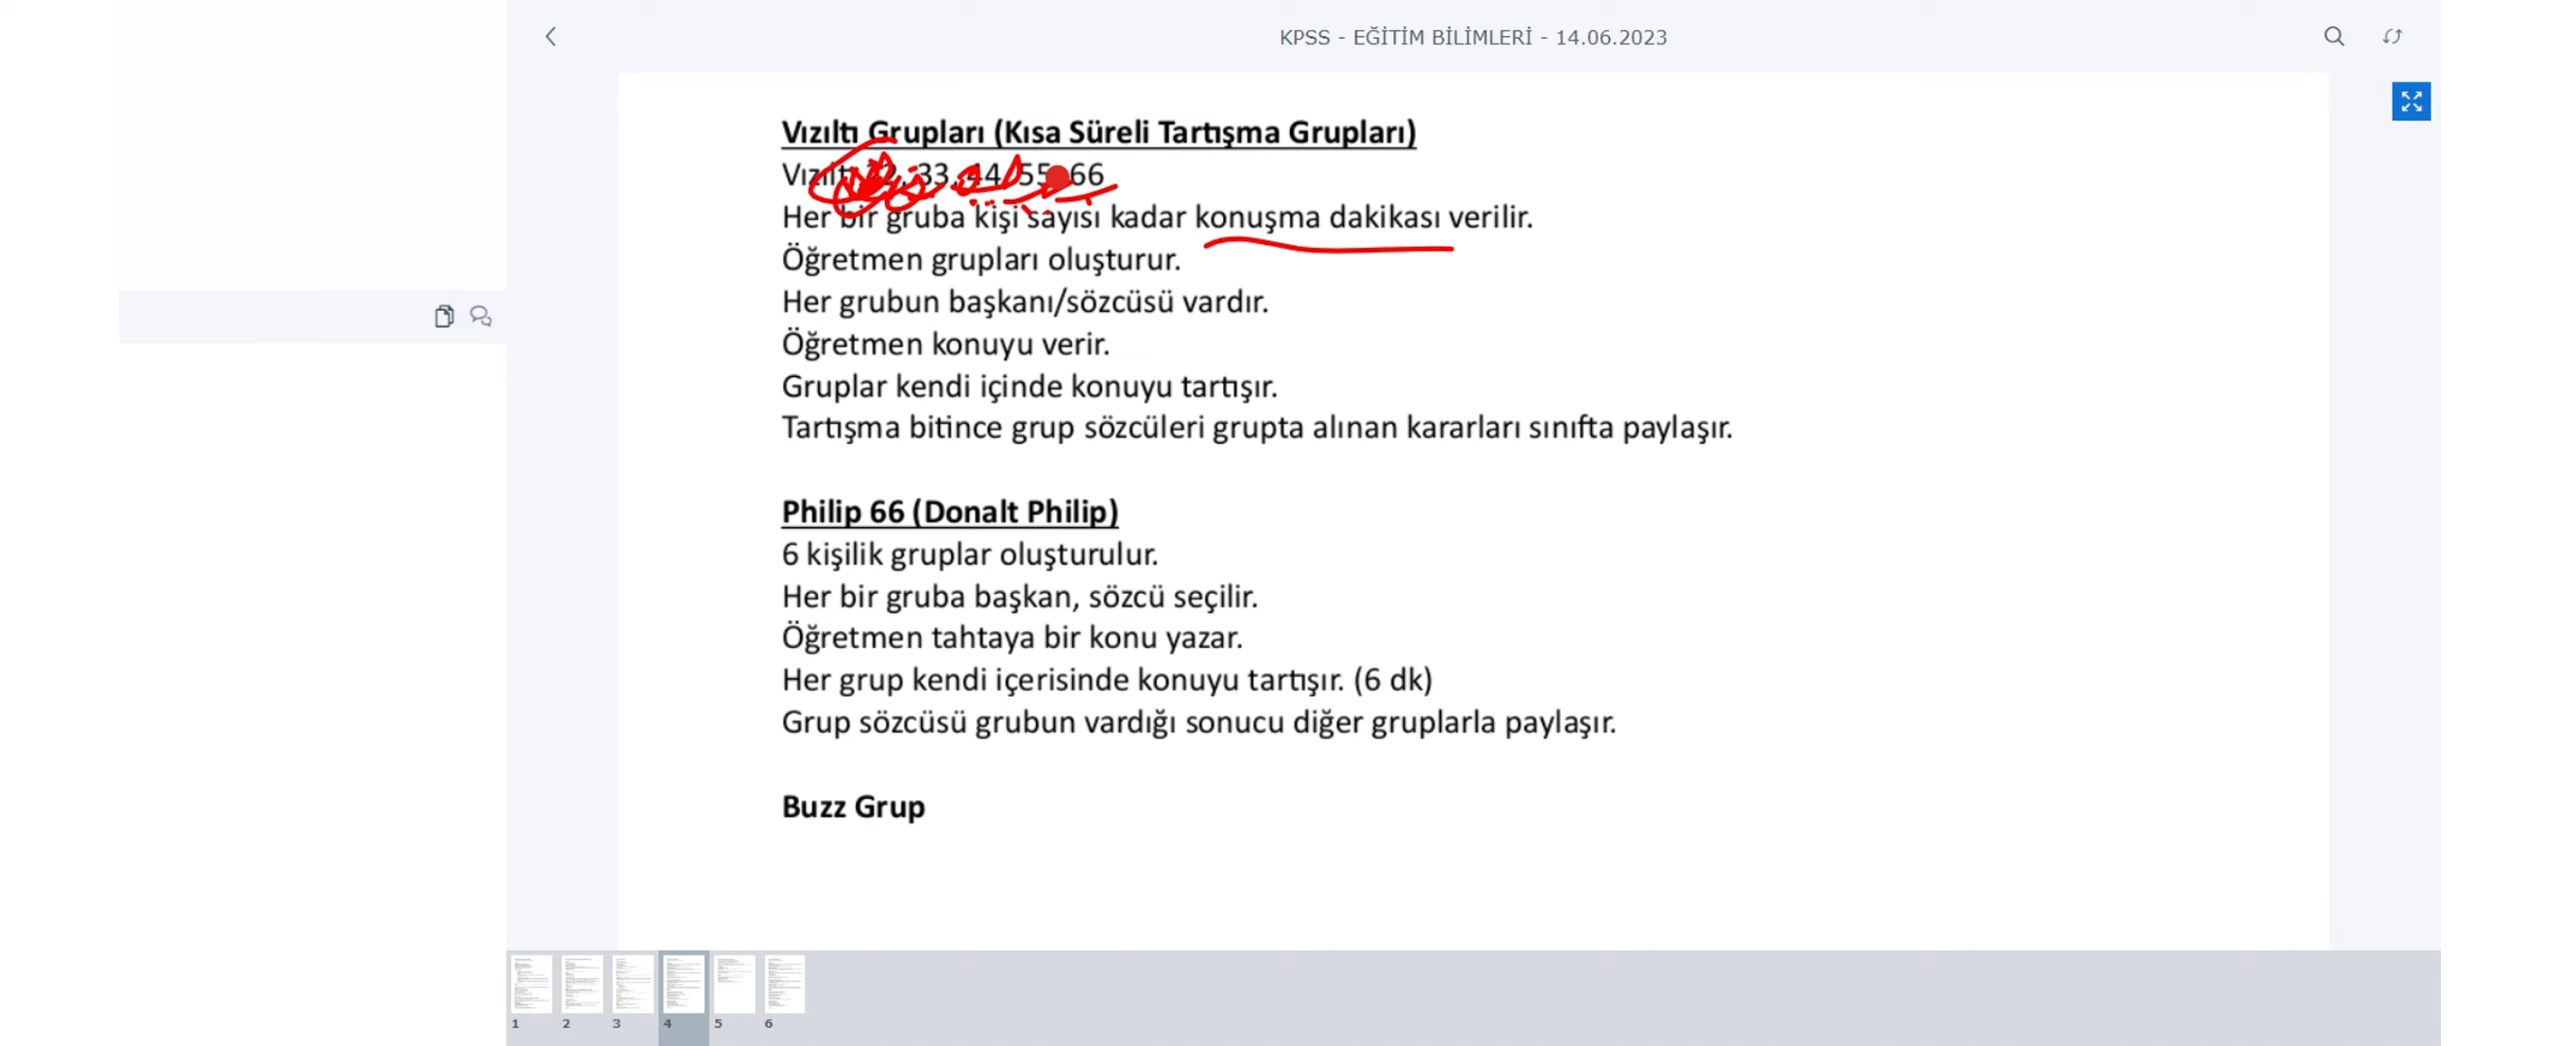 KPSS - EĞİTİM BİLİMLERİ - 14.06.2023
Vızıltı Grupları (Kısa Süreli Tartışma Grupları)
Vızıltı 22, 33, 44, 55, 66
Her bir gruba kişi sayısı kadar konuşma dakikası verilir.
Öğretmen grupları oluşturur.
Her grubun başkanı/sözcüsü vardır.
Öğretmen konuyu verir.
Gruplar kendi içinde konuyu tartışır.
Tartışma bitince grup sözcüleri grupta alınan kararları sınıfta paylaşır.
Philip 66 (Donalt Philip)
6 kişilik gruplar oluşturulur.
Her bir gruba başkan, sözcü seçilir.
Öğretmen tahtaya bir konu yazar.
Her grup kendi içerisinde konuyu tartışır. (6 dk)
Grup sözcüsü grubun vardığı sonucu diğer gruplarla paylaşır.
Buzz Grup
1 2 3 4 5 6